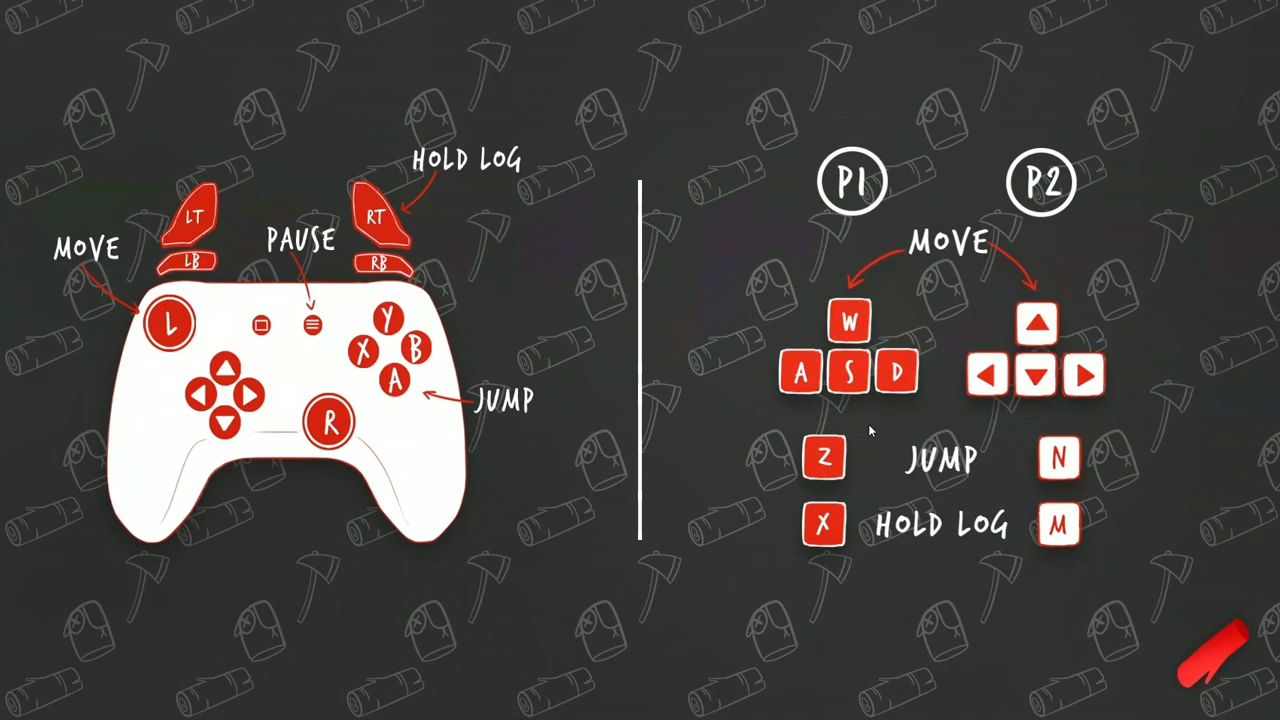 HOLD LOG
LT
RT
PAUSE
MOVE
LB
RB
L
Y
X
B
A
R
JUMP
P1
P2
MOVE
W
A S D
Z JUMP N
X HOLD LOG M